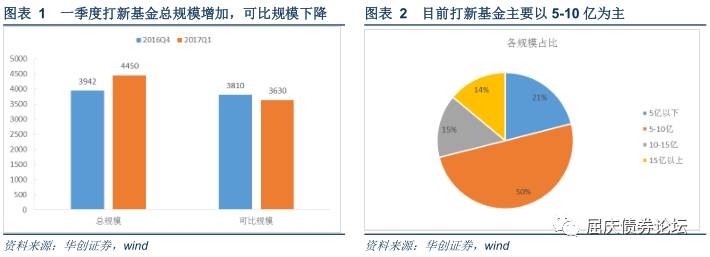 图表 1 一季度打新基金总规模增加，可比规模下降
2016Q4 2017Q1
5000
4500
4000
3500
3000
2500
2000
1500
1000
500
0
3942
4450
3810
3630
总规模
可比规模
资料来源：华创证券，wind
图表 2 目前打新基金主要以 5-10 亿为主
各规模占比
14%
21%
15%
50%
5亿以下
5-10亿
10-15亿
15亿以上
屈庆债券论坛
资料来源：华创证券，wind